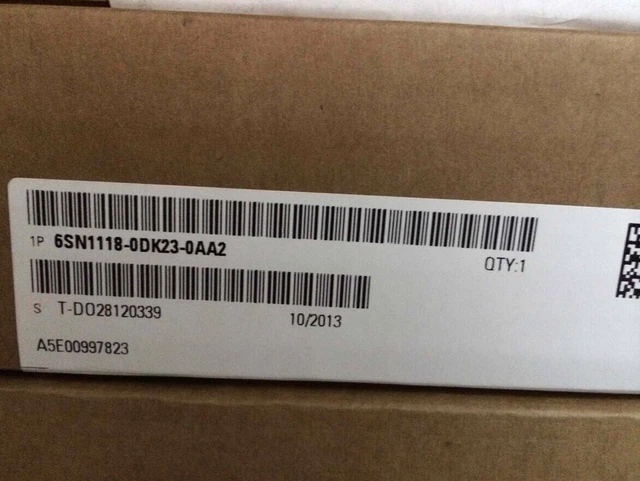 1P 6SN1118-0DK23-0AA2
QTY:1
S T-DO28120339
10/2013
A5E00997823